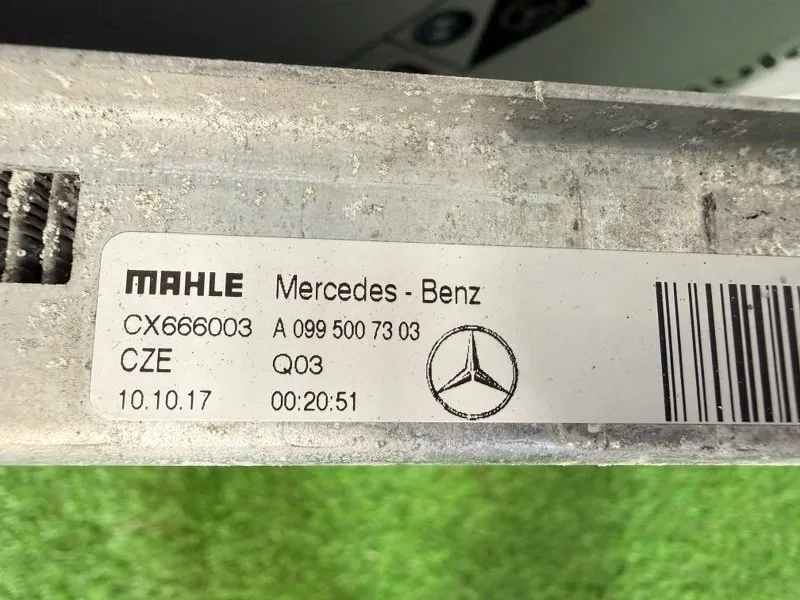 MAHLE Mercedes - Benz
CX666003 A 099 500 73 03
CZE Q03
10.10.17 00:20:51